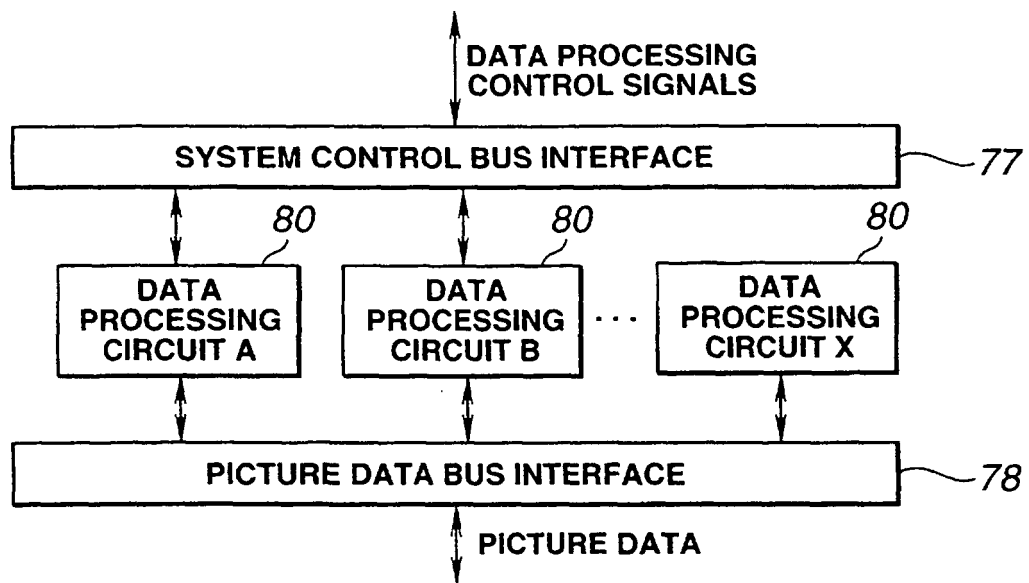 DATA PROCESSING
CONTROL SIGNALS
SYSTEM CONTROL BUS INTERFACE
77
80
80
80
DATA
PROCESSING
CIRCUIT A
DATA
PROCESSING
CIRCUIT B
...
DATA
PROCESSING
CIRCUIT X
PICTURE DATA BUS INTERFACE
78
PICTURE DATA